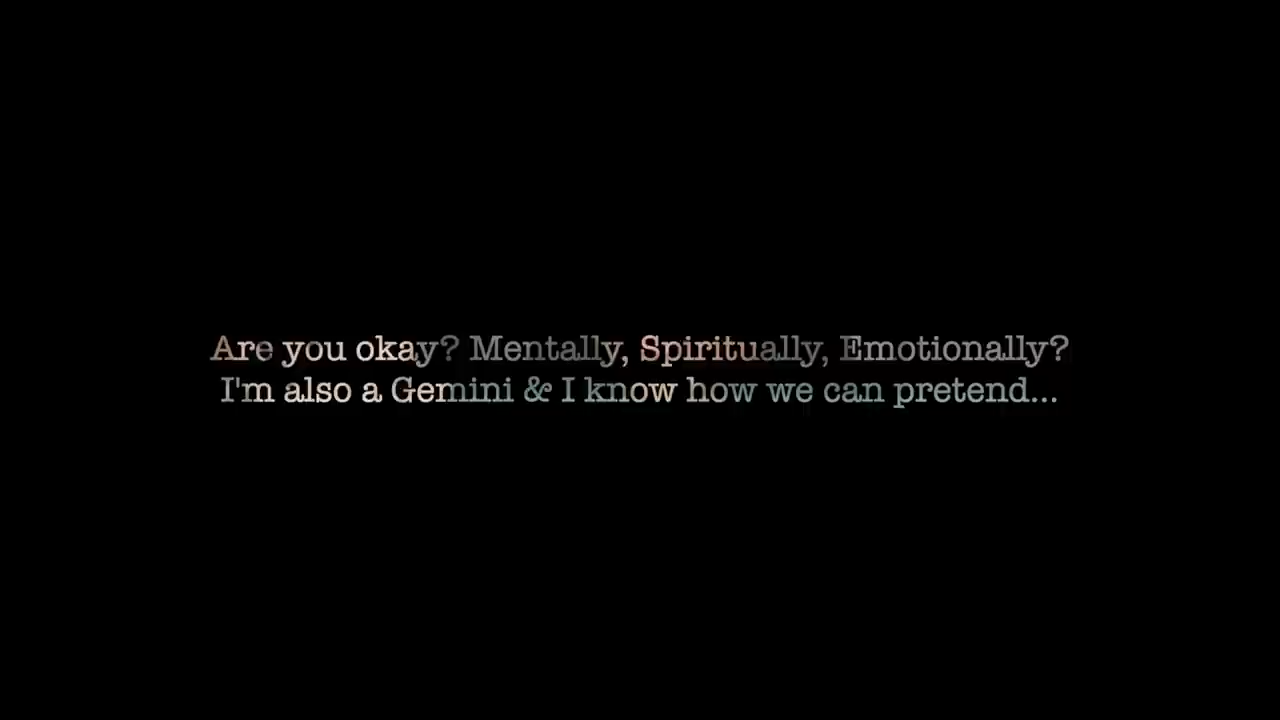 Are you okay? Mentally, Spiritually, Emotionally?
I'm also a Gemini & I know how we can pretend...